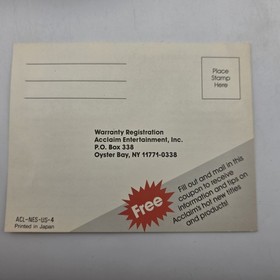 Place
Stamp
Here
Warranty Registration
Acclaim Entertainment, Inc.
P.O. Box 338
Oyster Bay, NY 11771-0338
Free
Fill out and mail in this
coupon to receive
information and tips on
Acclaim's hot new titles
and products!
ACL-NES-US-4
Printed in Japan